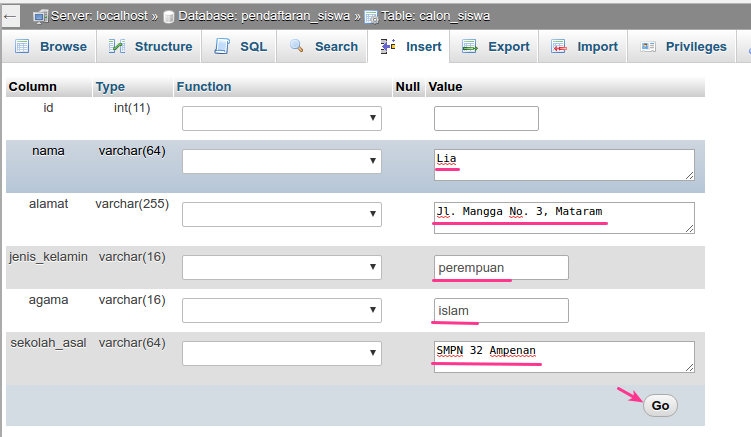 ← Server: localhost » Database: pendaftaran_siswa » Table: calon_siswa
Browse Structure SQL Search Insert Export Import Privileges
Column Type Function Null Value
id int(11)
nama varchar(64) Lia
alamat varchar(255) Jl. Mangga No. 3, Mataram
jenis_kelamin varchar(16) perempuan
agama varchar(16) islam
sekolah_asal varchar(64) SMPN 32 Ampenan
Go